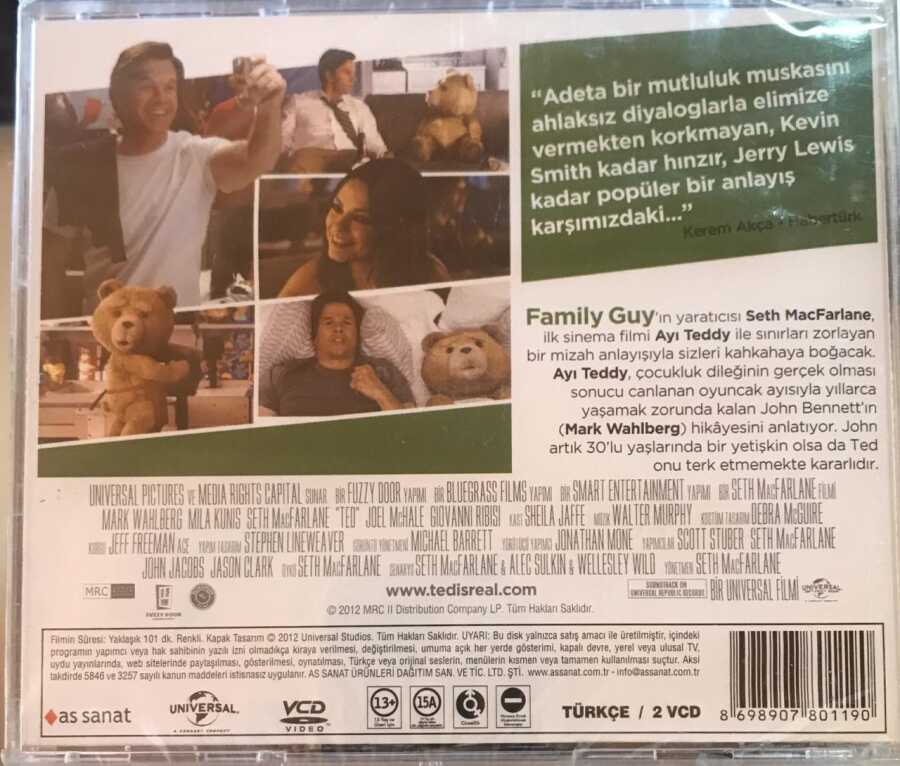 “Adeta bir mutluluk muskasını
ahlaksız diyaloglarla elimize
vermekten korkmayan, Kevin
Smith kadar hınzır, Jerry Lewis
kadar popüler bir anlayış
karşımızdaki...”
Kerem Akça - Habertürk
Family Guy'ın yaratıcısı Seth MacFarlane,
ilk sinema filmi Ayı Teddy ile sınırları zorlayan
bir mizah anlayışıyla sizleri kahkahaya boğacak.
Ayı Teddy, çocukluk dileğinin gerçek olması
sonucu canlanan oyuncak ayısıyla yıllarca
yaşamak zorunda kalan John Bennett'ın
(Mark Wahlberg) hikâyesini anlatıyor. John
artık 30'lu yaşlarında bir yetişkin olsa da Ted
onu terk etmemekte kararlıdır.
UNIVERSAL PICTURES VE MEDIA RIGHTS CAPITAL SUNAR BİR FUZZY DOOR YAPIMI BİR BLUEGRASS FILMS YAPIMI BİR SMART ENTERTAINMENT YAPIMI BİR SETH MACFARLANE FİLMİ
MARK WAHLBERG MILA KUNIS SETH MACFARLANE "TED" JOEL McHALE GIOVANNI RIBISI KAST SHEILA JAFFE MÜZİK WALTER MURPHY KOSTÜM TASARIM DEBRA McGUIRE
KURGU JEFF FREEMAN ACE YAPIM TASARIM STEPHEN LINEWEAVER GÖRÜNTÜ YÖNETMENİ MICHAEL BARRETT YÜRÜTÜCÜ YAPIMCI JONATHAN MONE YAPIMCILAR SCOTT STUBER SETH MACFARLANE
JOHN JACOBS JASON CLARK ÖYKÜ SETH MACFARLANE SENARYO SETH MACFARLANE & ALEC SULKIN & WELLESLEY WILD YÖNETMEN SETH MACFARLANE
www.tedisreal.com
SOUNDTRACK ON
UNIVERSAL REPUBLIC RECORDS
BİR UNIVERSAL FİLMİ
UNIVERSAL
MRC
FUZZY DOOR
© 2012 MRC II Distribution Company LP. Tüm Hakları Saklıdır.
Filmin Süresi: Yaklaşık 101 dk. Renkli. Kapak Tasarım © 2012 Universal Studios. Tüm Hakları Saklıdır. UYARI: Bu disk yalnızca satış amacı ile üretilmiştir, içindeki
programın yapımcı veya hak sahibinin yazılı izni olmadıkça kiraya verilmesi, değiştirilmesi, umuma açık her yerde gösterimi, kapalı devre, yerel veya ulusal TV,
uydu yayınlarında, web sitelerinde paylaşılması, gösterilmesi, oynatılması, Türkçe veya orijinal seslerin, menülerin kısmen veya tamamen kullanılması suçtur. Aksi
takdirde 5846 ve 3257 sayılı kanun maddeleri istisnasız uygulanır. AS SANAT ÜRÜNLERİ DAĞITIM SAN. VE TİC. LTD. ŞTİ. www.assanat.com.tr - info@assanat.com.tr
as sanat
UNIVERSAL
A COMCAST COMPANY
VCD
VIDEO
13+
13 Yaş ve
Üzeri İçin
15A
Cinsellik
TÜRKÇE / 2 VCD
8 698907 801190